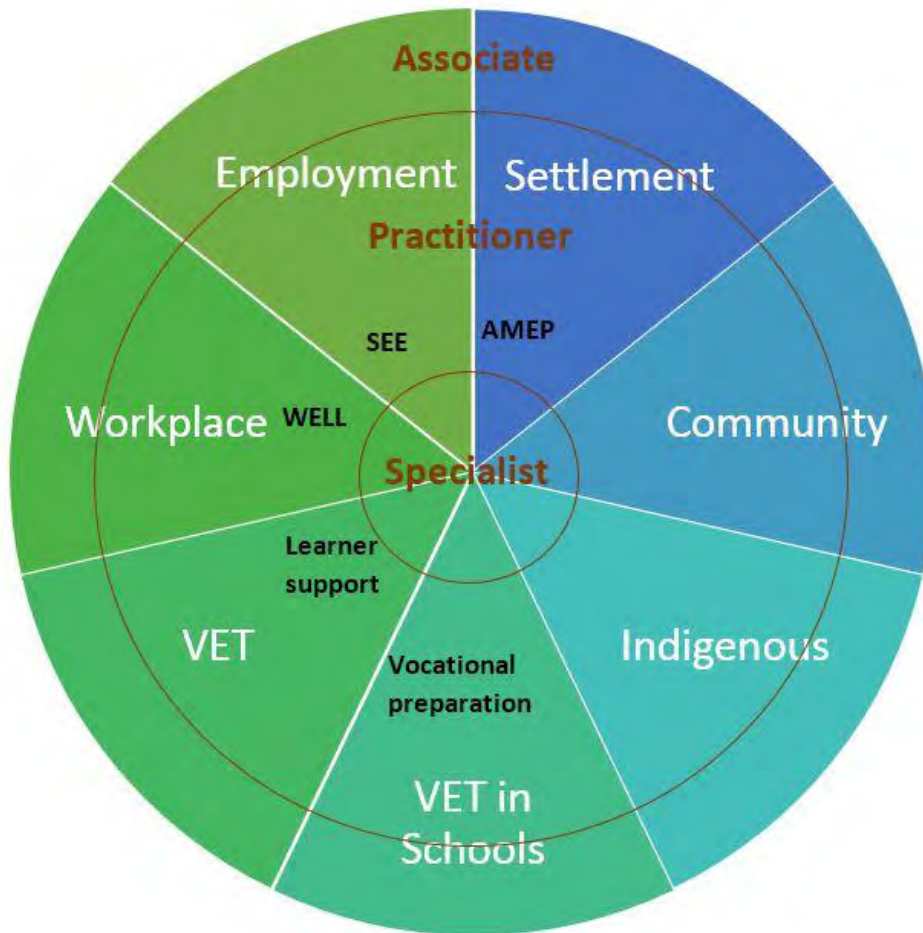 Associate
Employment
Settlement
Practitioner
SEE
AMEP
Workplace
WELL
Community
Specialist
Learner
support
VET
Indigenous
Vocational
preparation
VET in
Schools